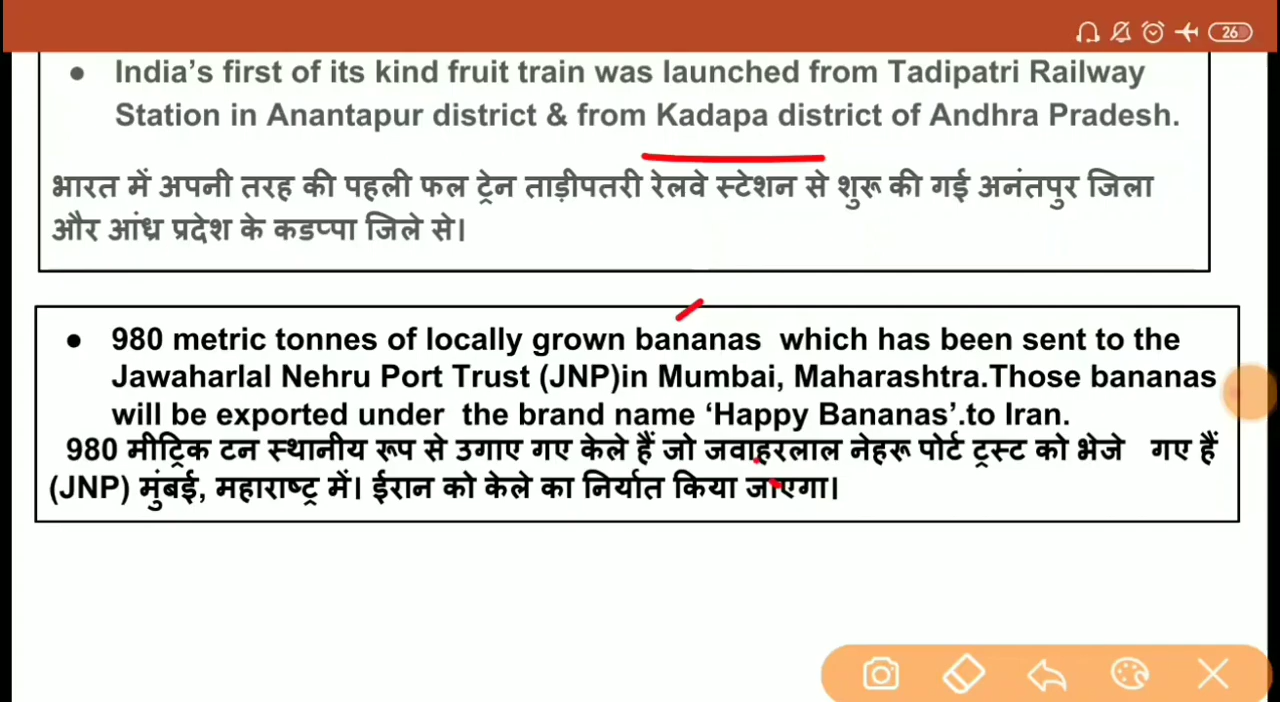 26
● India's first of its kind fruit train was launched from Tadipatri Railway
Station in Anantapur district & from Kadapa district of Andhra Pradesh.
भारत में अपनी तरह की पहली फल ट्रेन ताड़ीपतरी रेलवे स्टेशन से शुरू की गई अनंतपुर जिला
और आंध्र प्रदेश के कडप्पा जिले से।
● 980 metric tonnes of locally grown bananas which has been sent to the
Jawaharlal Nehru Port Trust (JNP)in Mumbai, Maharashtra.Those bananas
will be exported under the brand name ‘Happy Bananas’.to Iran.
980 मीट्रिक टन स्थानीय रूप से उगाए गए केले हैं जो जवाहरलाल नेहरू पोर्ट ट्रस्ट को भेजे गए हैं
(JNP) मुंबई, महाराष्ट्र में। ईरान को केले का निर्यात किया जाएगा।